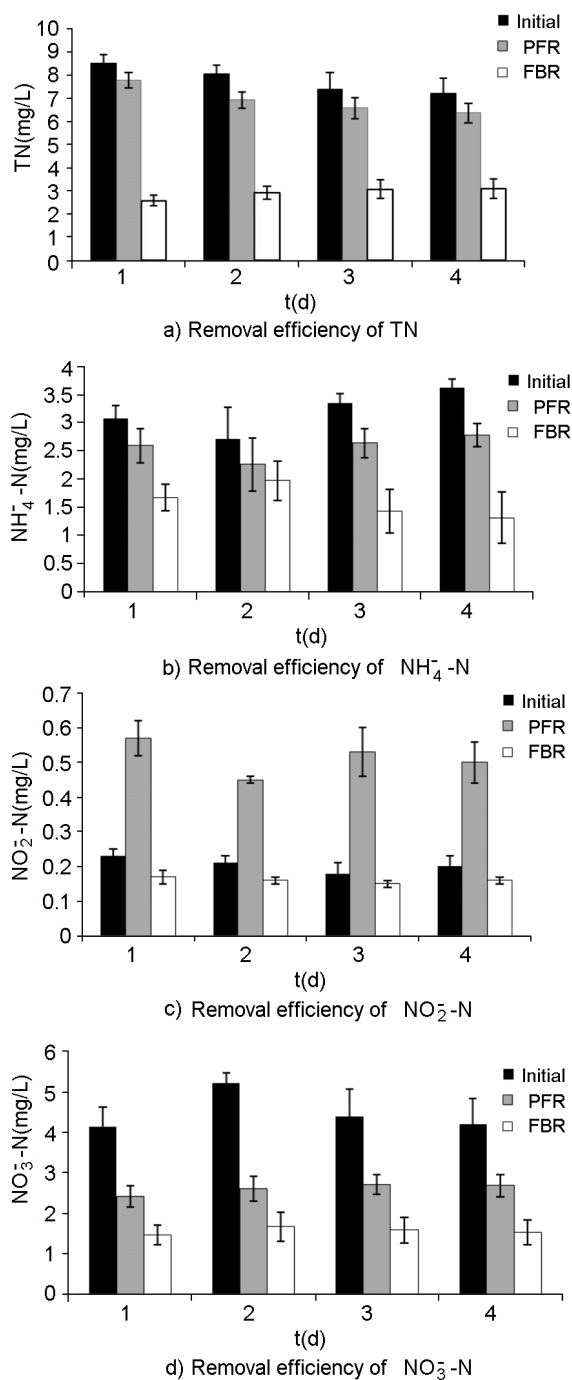 10
9
8
7
6
5
4
3
2
1
0
TN(mg/L)
Initial
PFR
FBR
1 2 3 4
t(d)
a) Removal efficiency of TN
4
3.5
3
2.5
2
1.5
1
0.5
0
NH₄⁻-N(mg/L)
Initial
PFR
FBR
1 2 3 4
t(d)
b) Removal efficiency of NH₄⁻-N
0.7
0.6
0.5
0.4
0.3
0.2
0.1
0
NO₂⁻-N(mg/L)
Initial
PFR
FBR
1 2 3 4
t(d)
c) Removal efficiency of NO₂⁻-N
6
5
4
3
2
1
0
NO₃⁻-N(mg/L)
Initial
PFR
FBR
1 2 3 4
t(d)
d) Removal efficiency of NO₃⁻-N